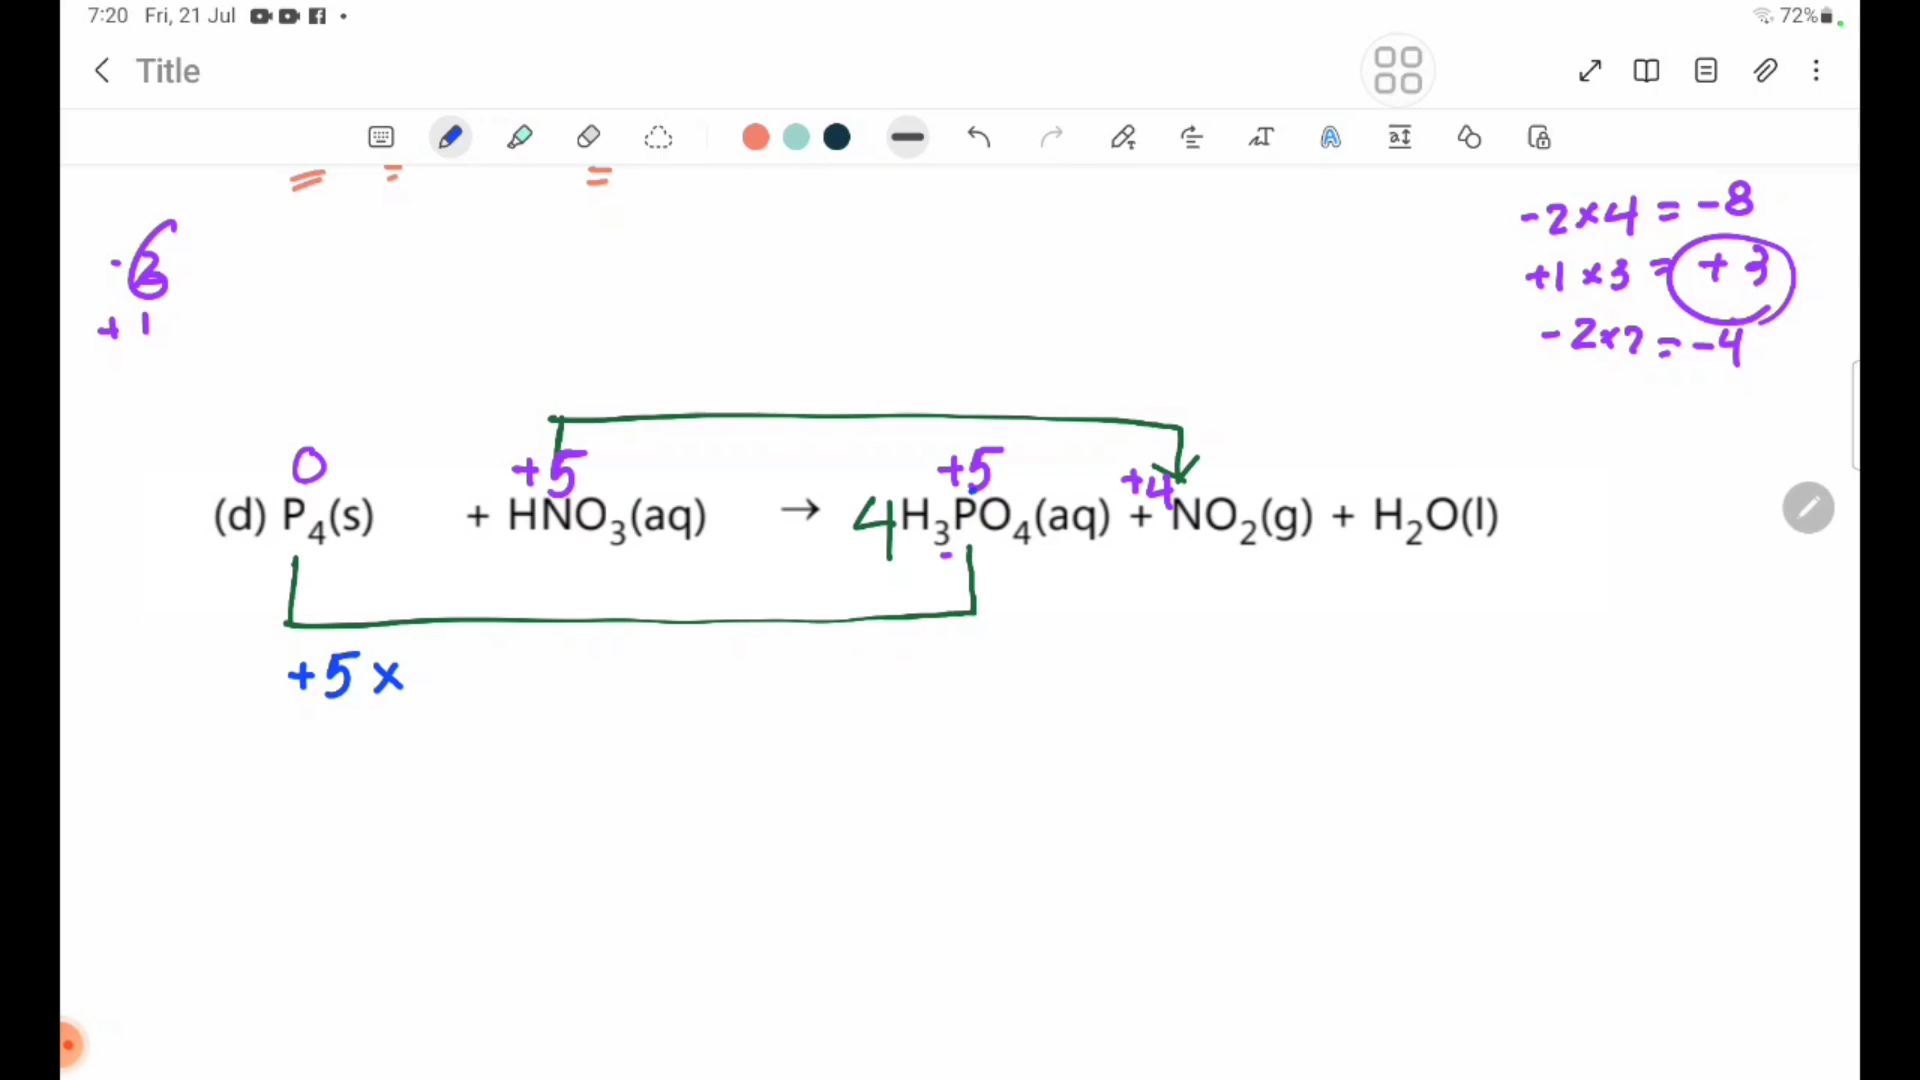 7:20 Fri, 21 Jul 72%
Title
-2×4 = -8
+1 ×3 = +3
-2×2 = -4
-6
+1
0 +5 +5 +4
(d) P₄(s) + HNO₃(aq) → 4H₃PO₄(aq) + NO₂(g) + H₂O(l)
-
+5 ×